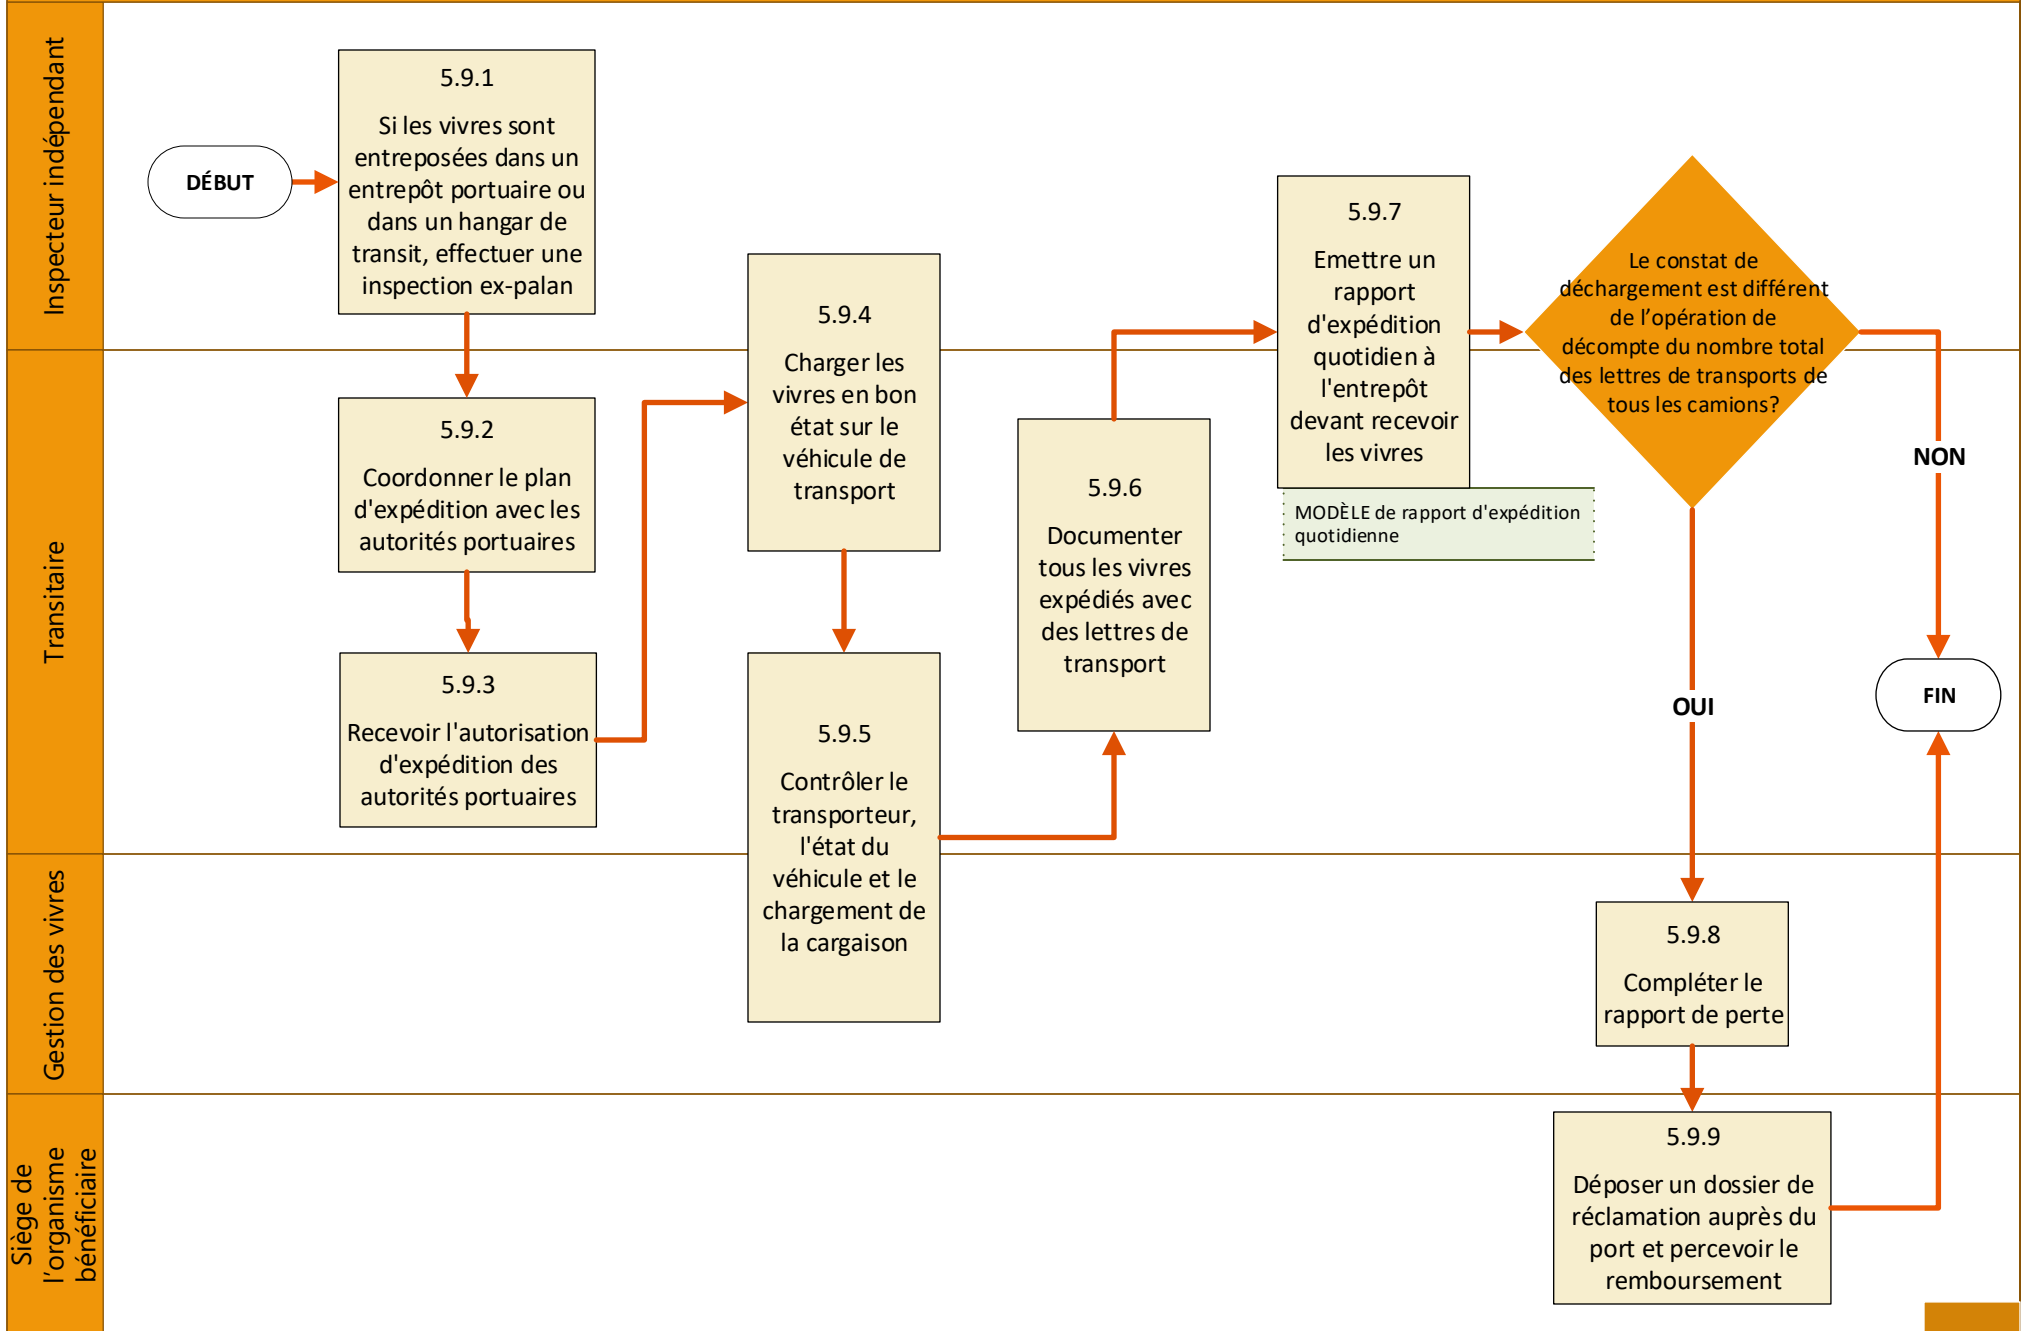 Inspecteur indépendant
Transitaire
Gestion des vivres
Siège de
l'organisme
bénéficiaire
DÉBUT
5.9.1
Si les vivres sont
entreposées dans un
entrepôt portuaire ou
dans un hangar de
transit, effectuer une
inspection ex-palan
5.9.2
Coordonner le plan
d'expédition avec les
autorités portuaires
5.9.3
Recevoir l'autorisation
d'expédition des
autorités portuaires
5.9.4
Charger les
vivres en bon
état sur le
véhicule de
transport
5.9.5
Contrôler le
transporteur,
l'état du
véhicule et le
chargement de
la cargaison
5.9.6
Documenter
tous les vivres
expédiés avec
des lettres de
transport
5.9.7
Emettre un
rapport
d'expédition
quotidien à
l'entrepôt
devant recevoir
les vivres
MODÈLE de rapport d'expédition
quotidienne
Le constat de
déchargement est différent
de l’opération de
décompte du nombre total
des lettres de transports de
tous les camions?
NON
OUI
FIN
5.9.8
Compléter le
rapport de perte
5.9.9
Déposer un dossier de
réclamation auprès du
port et percevoir le
remboursement